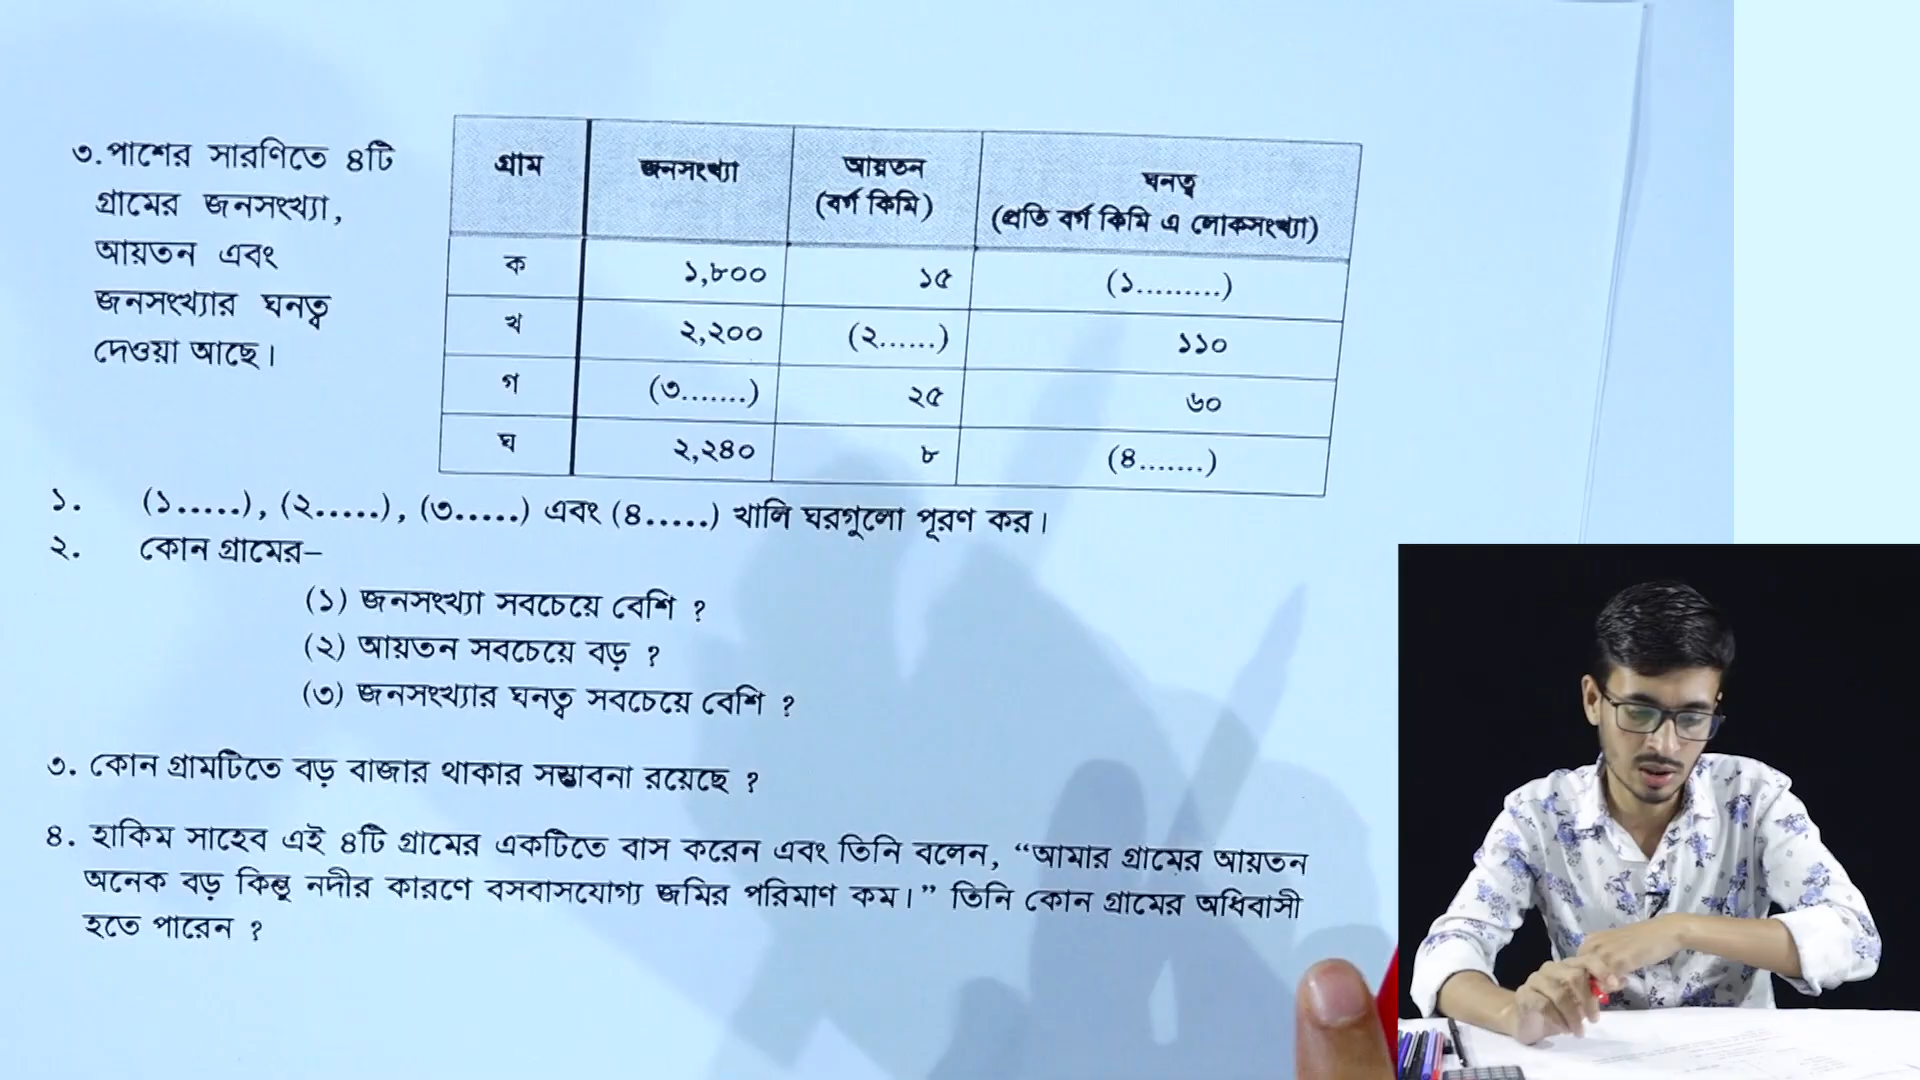 ৩. পাশের সারণিতে ৪টি
গ্রামের জনসংখ্যা,
আয়তন এবং
জনসংখ্যার ঘনত্ব
দেওয়া আছে।
গ্রাম জনসংখ্যা আয়তন (বর্গ কিমি) ঘনত্ব (প্রতি বর্গ কিমি এ লোকসংখ্যা)
ক ১,৮০০ ১৫ (১.........)
খ ২,২০০ (২......) ১১০
গ (৩.......) ২৫ ৬০
ঘ ২,২৪০ ৮ (৪.......)
১. (১.....), (২.....), (৩.....) এবং (৪.....) খালি ঘরগুলো পূরণ কর।
২. কোন গ্রামের–
(১) জনসংখ্যা সবচেয়ে বেশি ?
(২) আয়তন সবচেয়ে বড় ?
(৩) জনসংখ্যার ঘনত্ব সবচেয়ে বেশি ?
৩. কোন গ্রামটিতে বড় বাজার থাকার সম্ভাবনা রয়েছে ?
৪. হাকিম সাহেব এই ৪টি গ্রামের একটিতে বাস করেন এবং তিনি বলেন, “আমার গ্রামের আয়তন
অনেক বড় কিন্তু নদীর কারণে বসবাসযোগ্য জমির পরিমাণ কম।” তিনি কোন গ্রামের অধিবাসী
হতে পারেন ?